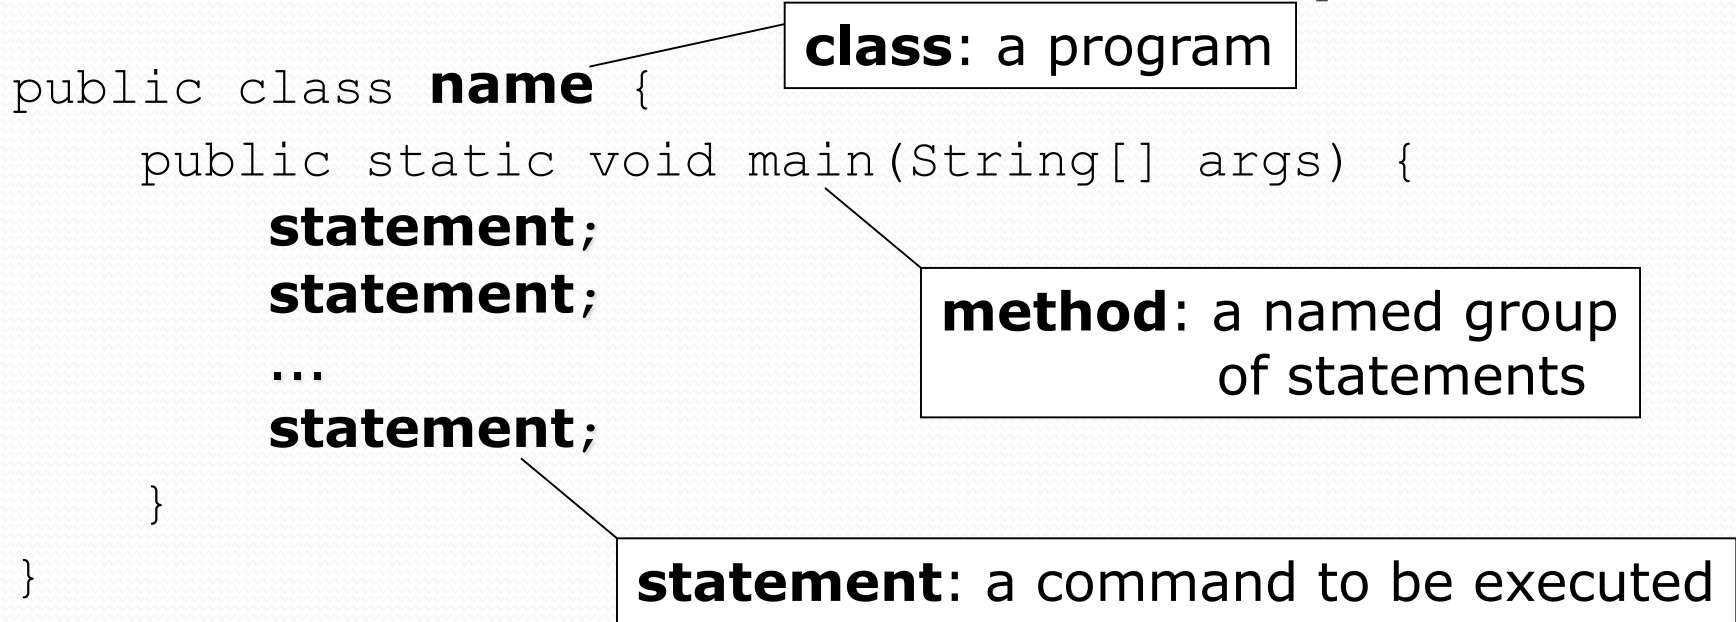 class: a program
public class name {
public static void main(String[] args) {
statement;
statement;
method: a named group
of statements
...
statement;
}
statement: a command to be executed
}